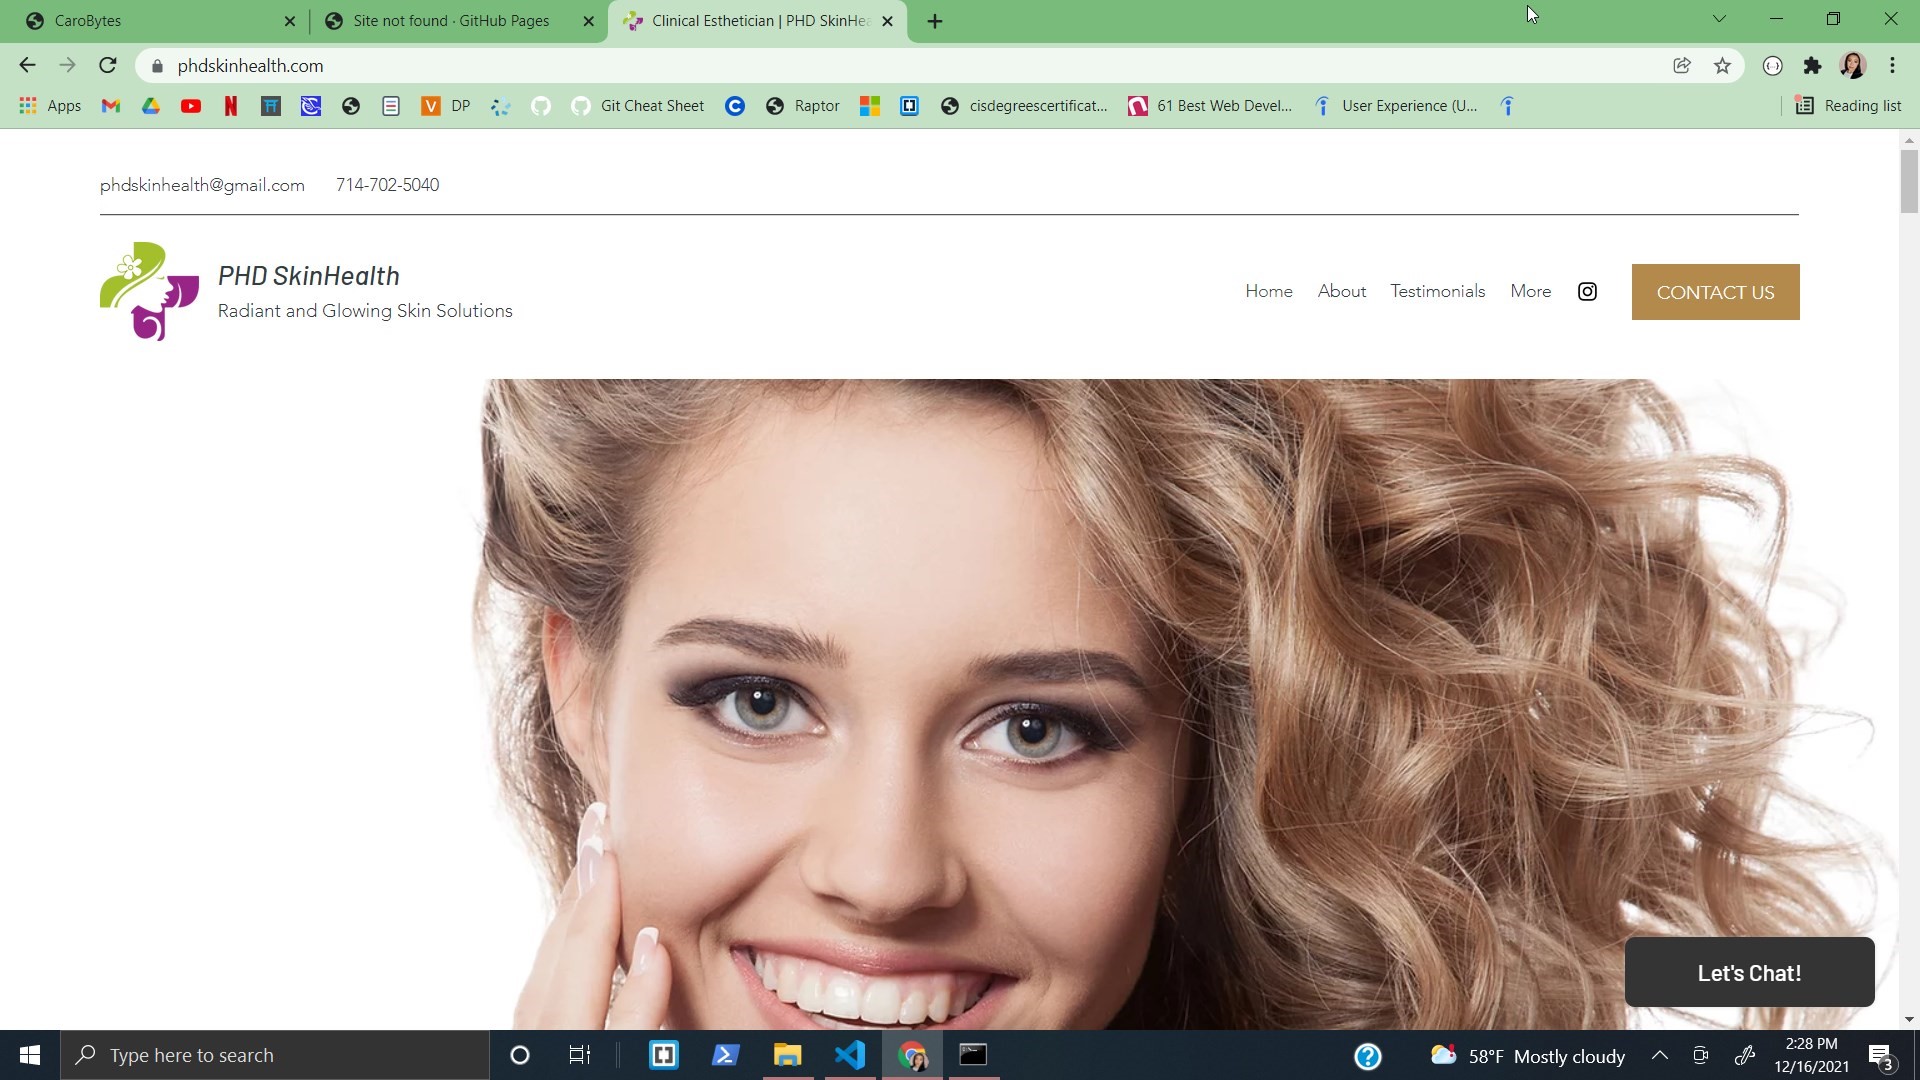 CaroBytes
Site not found · GitHub Pages
Clinical Esthetician | PHD SkinHea
phdskinhealth.com
Apps
DP
Git Cheat Sheet
Raptor
cisdegreescertificat...
61 Best Web Devel...
User Experience (U...
Reading list
phdskinhealth@gmail.com 714-702-5040
PHD SkinHealth
Radiant and Glowing Skin Solutions
Home About Testimonials More CONTACT US
Let's Chat!
Type here to search
58°F Mostly cloudy
2:28 PM
12/16/2021
3